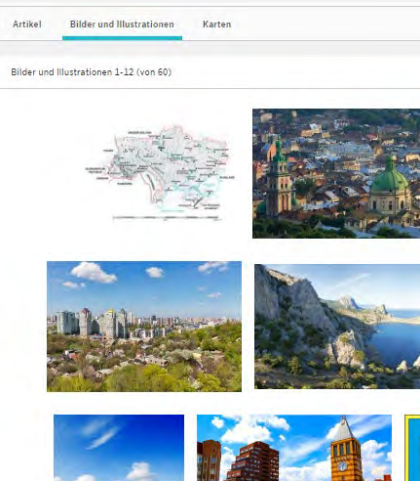 Artikel Bilder und Illustrationen Karten
Bilder und Illustrationen 1-12 (von 60)